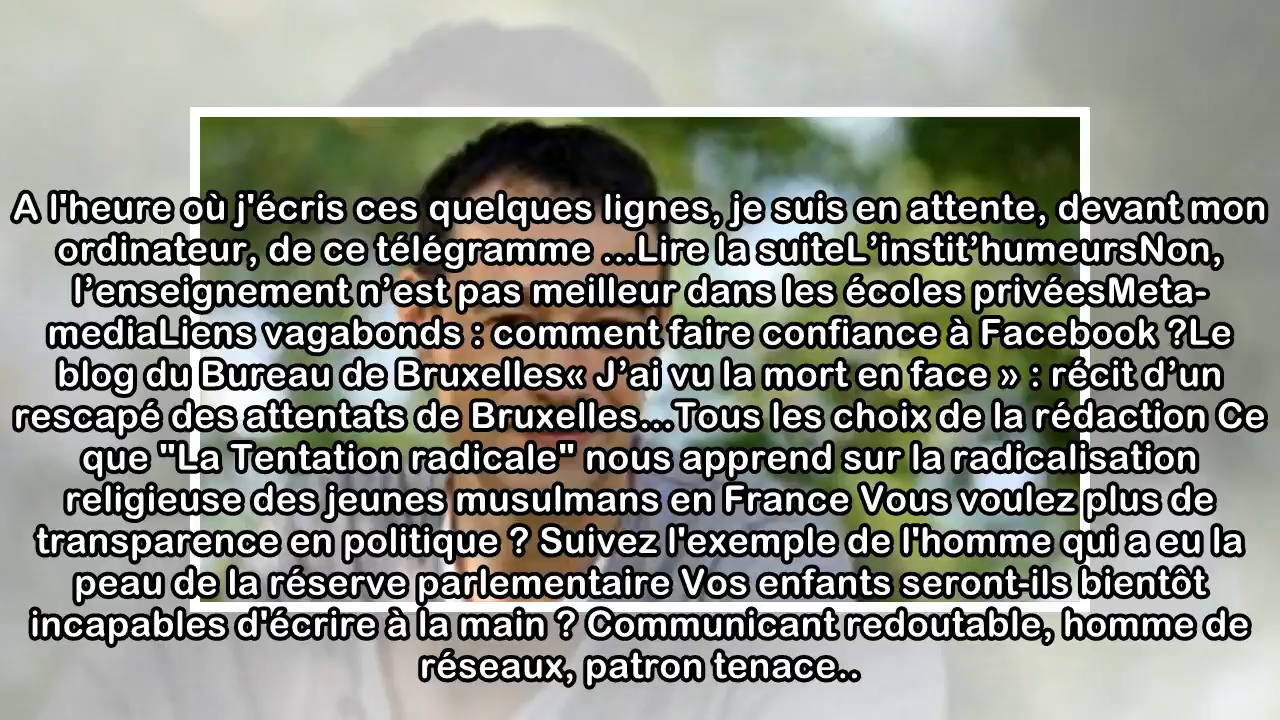 A l'heure où j'écris ces quelques lignes, je suis en attente, devant mon
ordinateur, de ce télégramme ...Lire la suiteL’instit’humeursNon,
l’enseignement n’est pas meilleur dans les écoles privéesMeta-
mediaLiens vagabonds : comment faire confiance à Facebook ?Le
blog du Bureau de Bruxelles« J’ai vu la mort en face » : récit d’un
rescapé des attentats de Bruxelles...Tous les choix de la rédaction Ce
que "La Tentation radicale" nous apprend sur la radicalisation
religieuse des jeunes musulmans en France Vous voulez plus de
transparence en politique ? Suivez l'exemple de l'homme qui a eu la
peau de la réserve parlementaire Vos enfants seront-ils bientôt
incapables d'écrire à la main ? Communicant redoutable, homme de
réseaux, patron tenace..